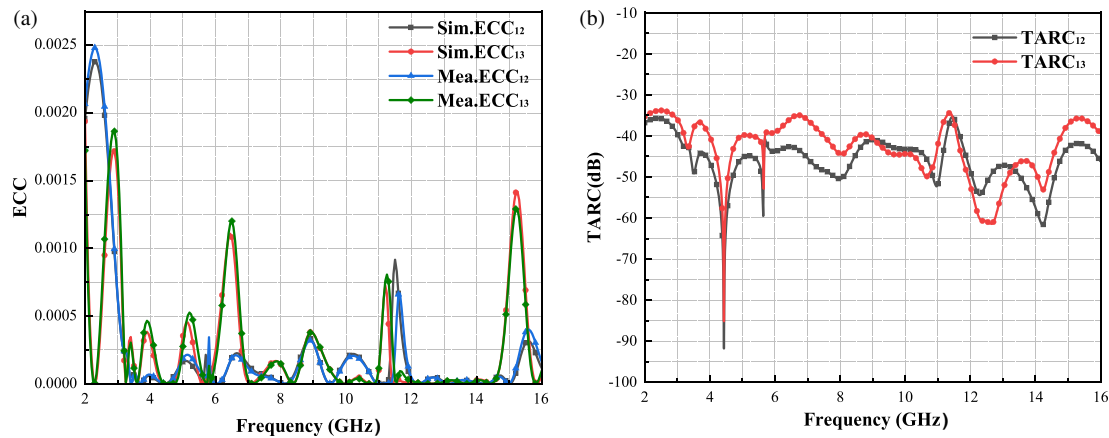 (a)
Sim.ECC12
Sim.ECC13
Mea.ECC12
Mea.ECC13
0.0025
0.0020
0.0015
0.0010
0.0005
0.0000
ECC
2 4 6 8 10 12 14 16
Frequency (GHz)
(b)
TARC12
TARC13
-10
-20
-30
-40
-50
-60
-70
-80
-90
-100
TARC(dB)
2 4 6 8 10 12 14 16
Frequency (GHz)